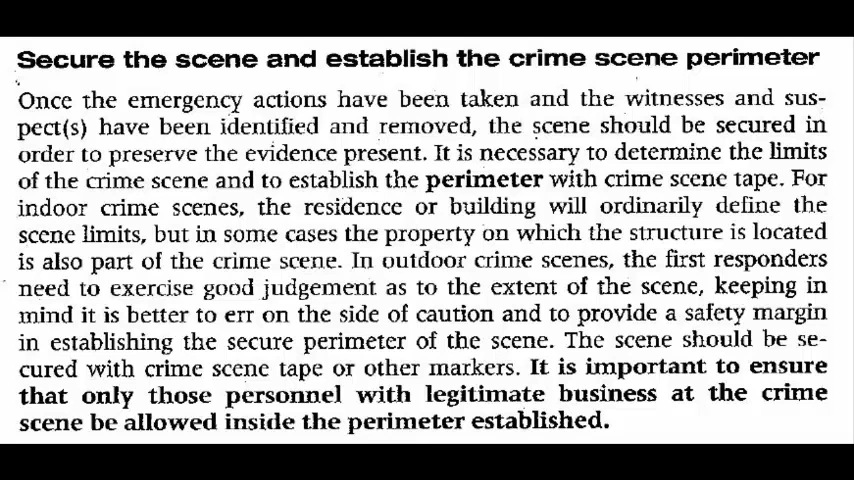 Secure the scene and establish the crime scene perimeter
Once the emergency actions have been taken and the witnesses and sus-
pect(s) have been identified and removed, the scene should be secured in
order to preserve the evidence present. It is necessary to determine the limits
of the crime scene and to establish the perimeter with crime scene tape. For
indoor crime scenes, the residence or building will ordinarily define the
scene limits, but in some cases the property on which the structure is located
is also part of the crime scene. In outdoor crime scenes, the first responders
need to exercise good judgement as to the extent of the scene, keeping in
mind it is better to err on the side of caution and to provide a safety margin
in establishing the secure perimeter of the scene. The scene should be se-
cured with crime scene tape or other markers. It is important to ensure
that only those personnel with legitimate business at the crime
scene be allowed inside the perimeter established.